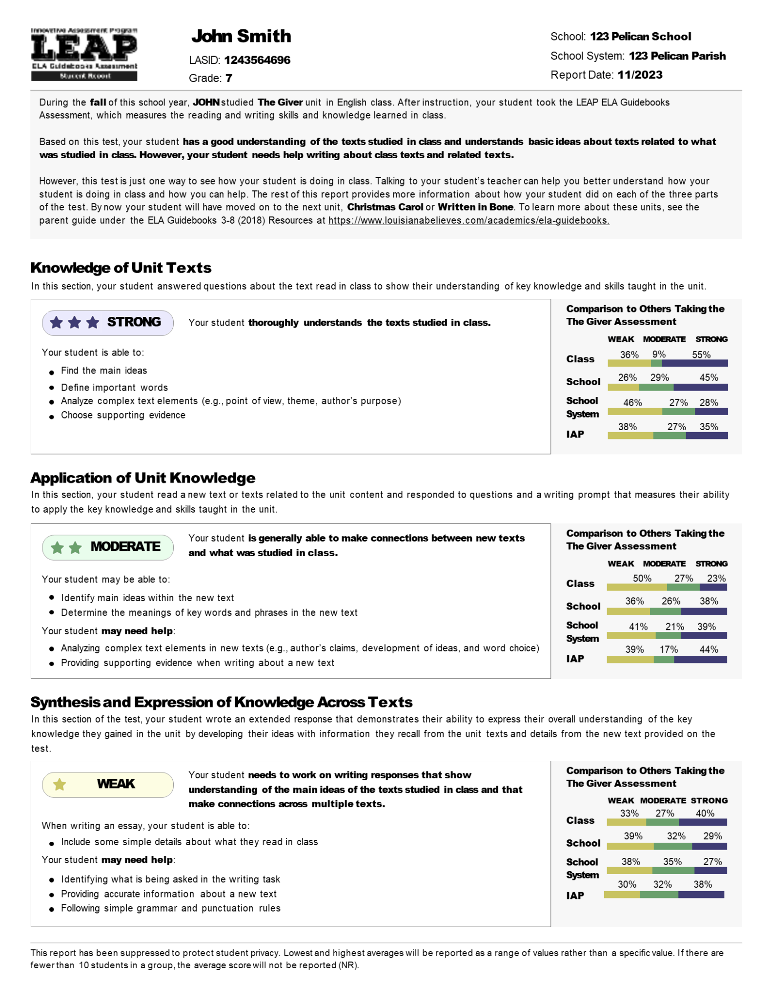 Innovative Assessment Program
LEAP
ELA Guidebooks Assessment
Student Report
John Smith
LASID: 1243564696
Grade: 7
School: 123 Pelican School
School System: 123 Pelican Parish
Report Date: 11/2023
During the fall of this school year, JOHN studied The Giver unit in English class. After instruction, your student took the LEAP ELA Guidebooks
Assessment, which measures the reading and writing skills and knowledge learned in class.
Based on this test, your student has a good understanding of the texts studied in class and understands basic ideas about texts related to what
was studied in class. However, your student needs help writing about class texts and related texts.
However, this test is just one way to see how your student is doing in class. Talking to your student’s teacher can help you better understand how your
student is doing in class and how you can help. The rest of this report provides more information about how your student did on each of the three parts
of the test. By now your student will have moved on to the next unit, Christmas Carol or Written in Bone. To learn more about these units, see the
parent guide under the ELA Guidebooks 3-8 (2018) Resources at https://www.louisianabelieves.com/academics/ela-guidebooks.
Knowledge of Unit Texts
In this section, your student answered questions about the text read in class to show their understanding of key knowledge and skills taught in the unit.
STRONG
Your student thoroughly understands the texts studied in class.
Your student is able to:
Find the main ideas
Define important words
Analyze complex text elements (e.g., point of view, theme, author’s purpose)
Choose supporting evidence
Comparison to Others Taking the
The Giver Assessment
WEAK MODERATE STRONG
Class 36% 9% 55%
School 26% 29% 45%
School
System 46% 27% 28%
IAP 38% 27% 35%
Application of Unit Knowledge
In this section, your student read a new text or texts related to the unit content and responded to questions and a writing prompt that measures their ability
to apply the key knowledge and skills taught in the unit.
MODERATE
Your student is generally able to make connections between new texts
and what was studied in class.
Your student may be able to:
Identify main ideas within the new text
Determine the meanings of key words and phrases in the new text
Your student may need help:
Analyzing complex text elements in new texts (e.g., author’s claims, development of ideas, and word choice)
Providing supporting evidence when writing about a new text
Comparison to Others Taking the
The Giver Assessment
WEAK MODERATE STRONG
Class 50% 27% 23%
School 36% 26% 38%
School
System 41% 21% 39%
IAP 39% 17% 44%
Synthesis and Expression of Knowledge Across Texts
In this section of the test, your student wrote an extended response that demonstrates their ability to express their overall understanding of the key
knowledge they gained in the unit by developing their ideas with information they recall from the unit texts and details from the new text provided on the
test.
WEAK
Your student needs to work on writing responses that show
understanding of the main ideas of the texts studied in class and that
make connections across multiple texts.
When writing an essay, your student is able to:
Include some simple details about what they read in class
Your student may need help:
Identifying what is being asked in the writing task
Providing accurate information about a new text
Following simple grammar and punctuation rules
Comparison to Others Taking the
The Giver Assessment
WEAK MODERATE STRONG
Class 33% 27% 40%
School 39% 32% 29%
School
System 38% 35% 27%
IAP 30% 32% 38%
This report has been suppressed to protect student privacy. Lowest and highest averages will be reported as a range of values rather than a specific value. If there are
fewer than 10 students in a group, the average score will not be reported (NR).